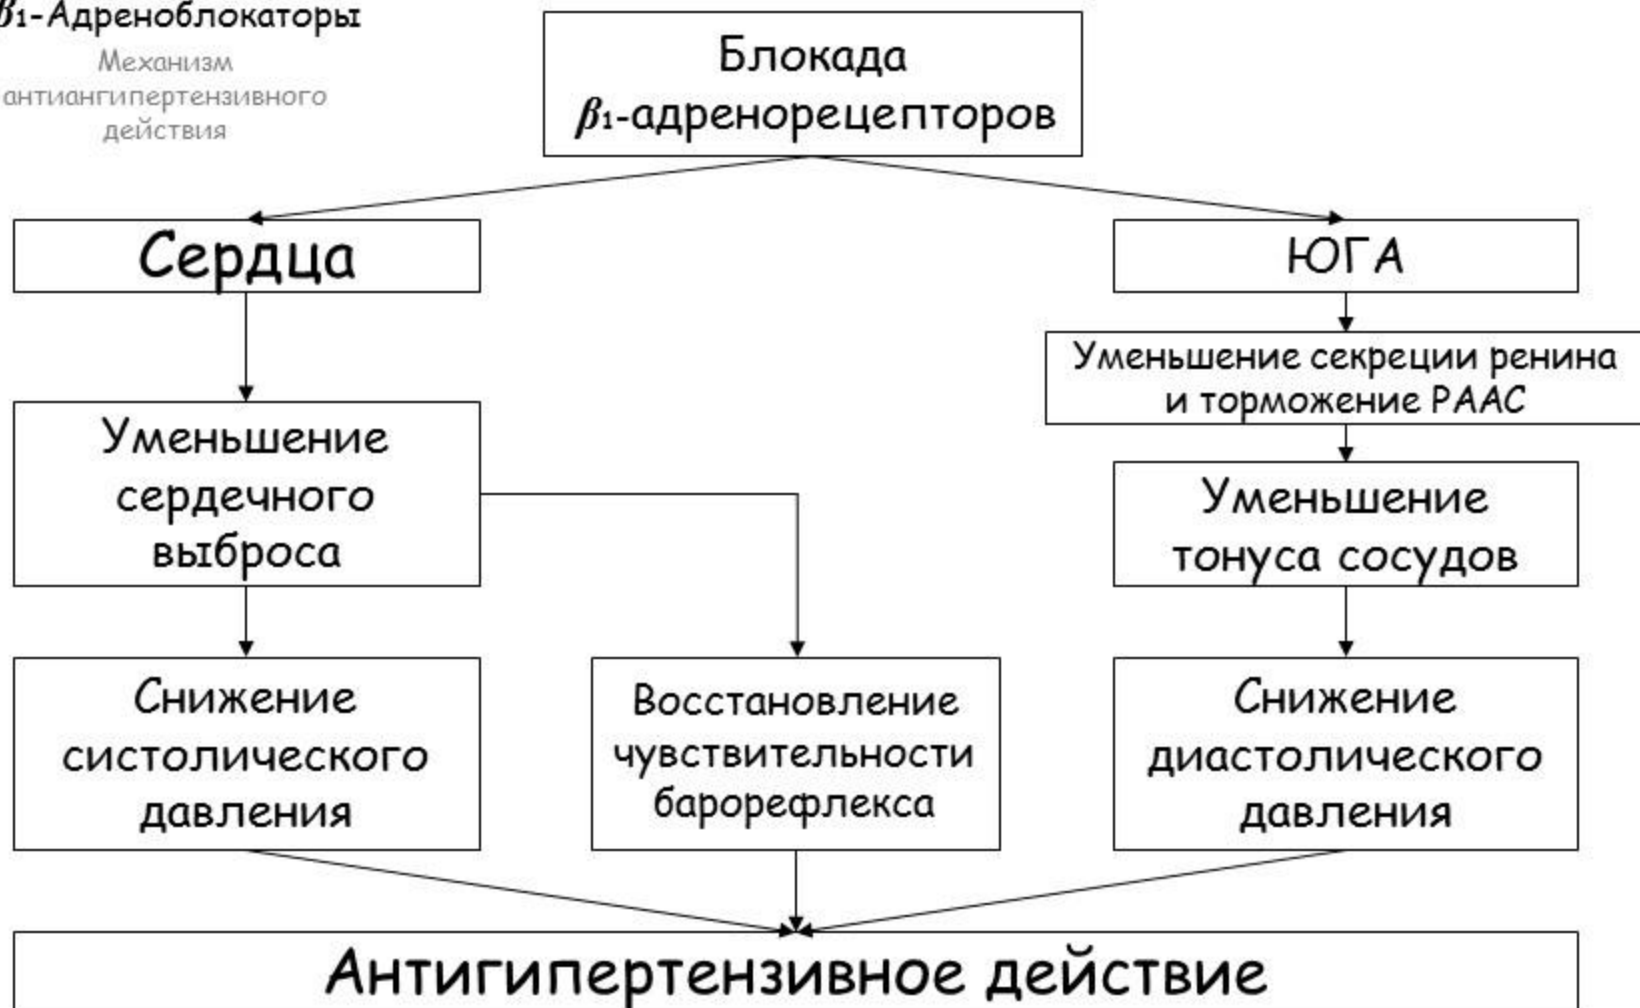 β1-Адреноблокаторы
Механизм
антиангипертензивного
действия
Блокада
β1-адренорецепторов
Сердца
ЮГА
Уменьшение секреции ренина
и торможение РААС
Уменьшение
сердечного
выброса
Уменьшение
тонуса сосудов
Снижение
систолического
давления
Восстановление
чувствительности
барорефлекса
Снижение
диастолического
давления
Антигипертензивное действие